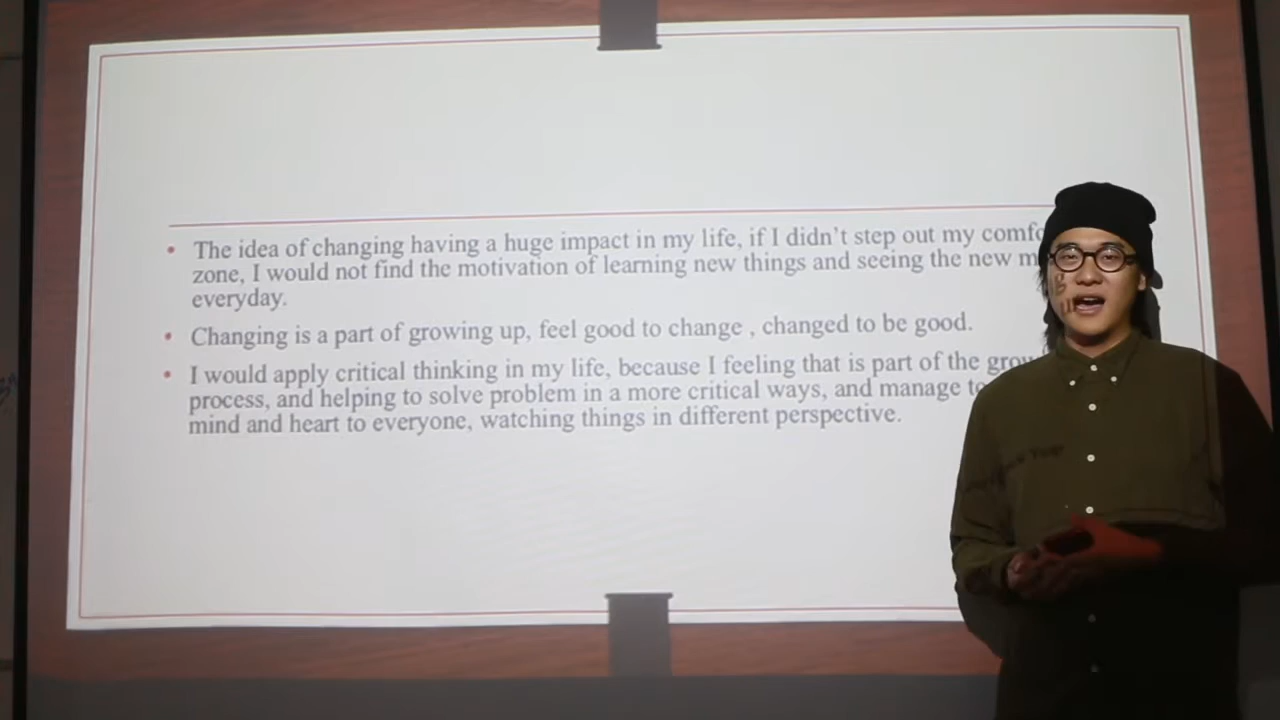 The idea of changing having a huge impact in my life, if I didn't step out my
zone, I would not find the motivation of learning new things and seeing the new
everyday.
Changing is a part of growing up, feel good to change , changed to be good.
I would apply critical thinking in my life, because I feeling that is part of the
process, and helping to solve problem in a more critical ways, and manage
mind and heart to everyone, watching things in different perspective.